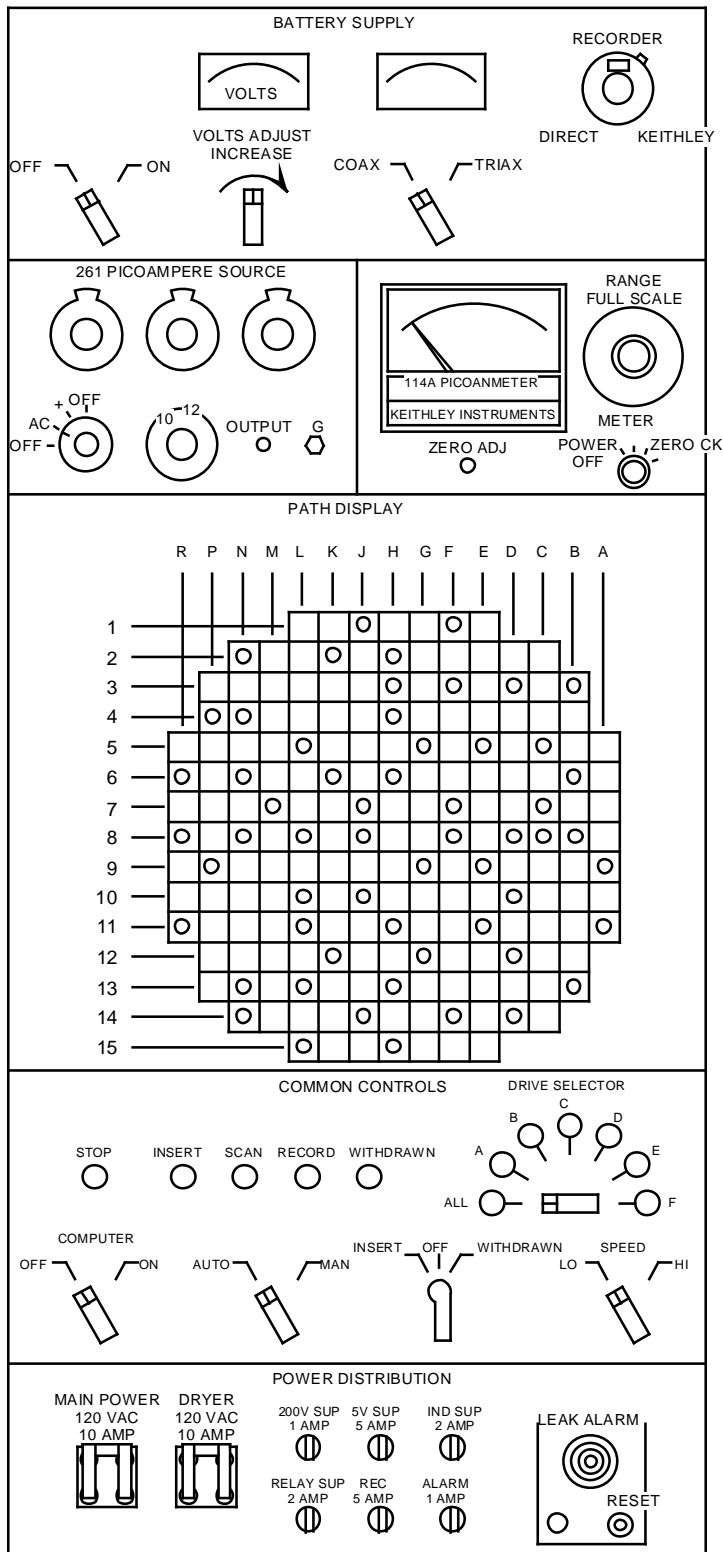 BATTERY SUPPLY
RECORDER
VOLTS
DIRECT KEITHLEY
VOLTS ADJUST
INCREASE
OFF ON
COAX TRIAX
261 PICOAMPERE SOURCE
+ OFF
AC
OFF
10 12
OUTPUT G
RANGE
FULL SCALE
114A PICOANMETER
KEITHLEY INSTRUMENTS
ZERO ADJ
METER
POWER ZERO CK
OFF
PATH DISPLAY
R P N M L K J H G F E D C B A
1
2
3
4
5
6
7
8
9
10
11
12
13
14
15
COMMON CONTROLS
DRIVE SELECTOR
STOP INSERT SCAN RECORD WITHDRAWN
ALL A B C D E F
COMPUTER
OFF ON
AUTO MAN
INSERT OFF WITHDRAWN
SPEED
LO HI
POWER DISTRIBUTION
MAIN POWER
120 VAC
10 AMP
DRYER
120 VAC
10 AMP
200V SUP
1 AMP
5V SUP
5 AMP
IND SUP
2 AMP
RELAY SUP
2 AMP
REC
5 AMP
ALARM
1 AMP
LEAK ALARM
RESET